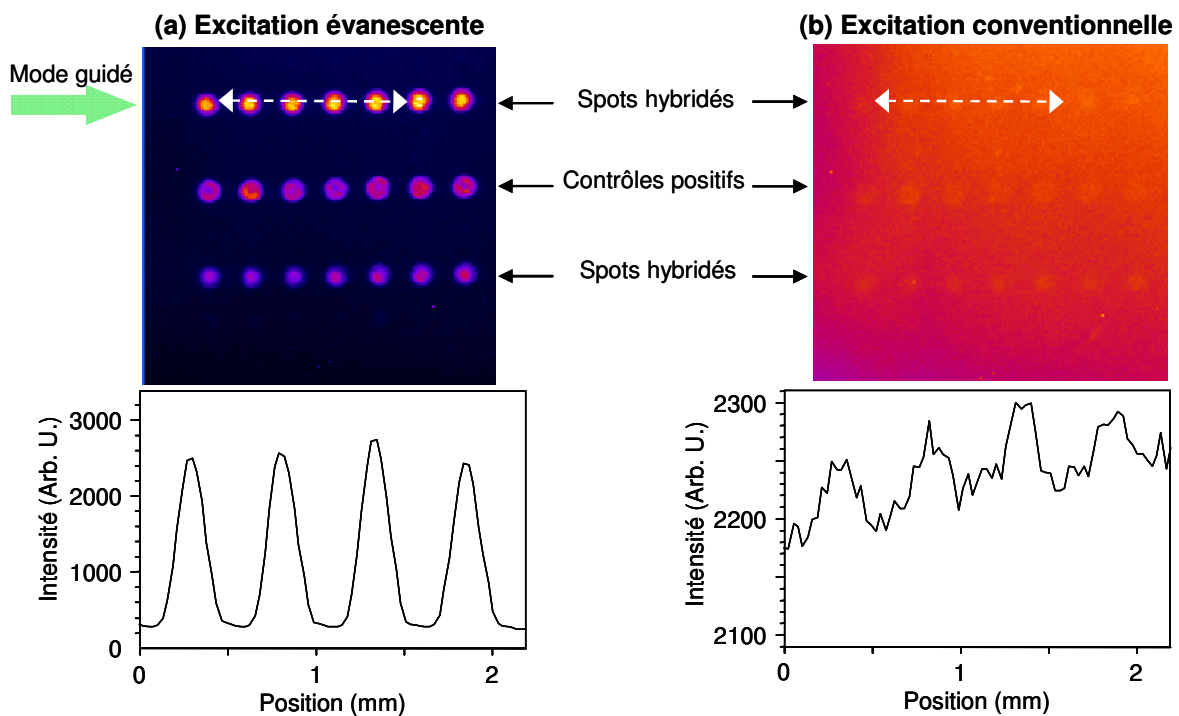 (a) Excitation évanescente
(b) Excitation conventionnelle
Mode guidé
Spots hybridés
Contrôles positifs
Spots hybridés
3000
2000
1000
0
Intensité (Arb. U.)
0
1
2
Position (mm)
2300
2200
2100
Intensité (Arb. U.)
0
1
2
Position (mm)